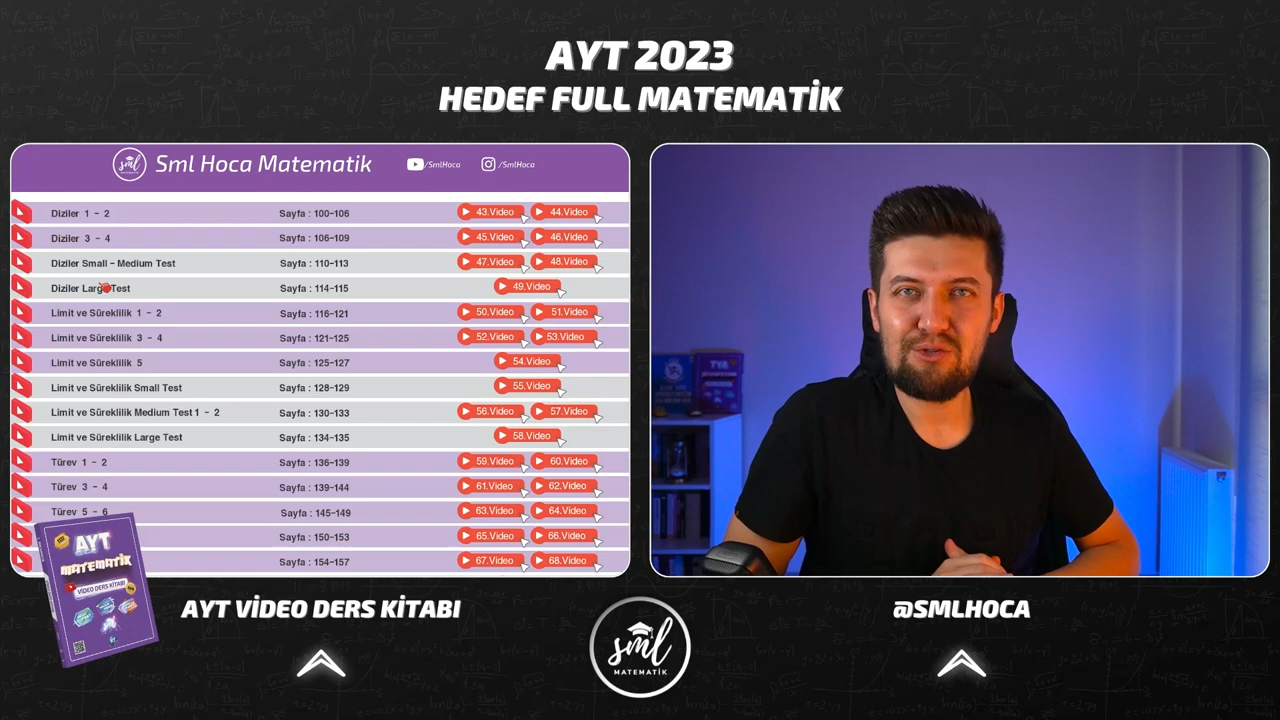 AYT 2023
HEDEF FULL MATEMATİK
sml MATEMATİK Sml Hoca Matematik /SmlHoca /SmlHoca
Diziler 1 - 2 Sayfa : 100-106 43.Video 44.Video
Diziler 3 - 4 Sayfa : 106-109 45.Video 46.Video
Diziler Small - Medium Test Sayfa : 110-113 47.Video 48.Video
Diziler Large Test Sayfa : 114-115 49.Video
Limit ve Süreklilik 1 - 2 Sayfa : 116-121 50.Video 51.Video
Limit ve Süreklilik 3 - 4 Sayfa : 121-125 52.Video 53.Video
Limit ve Süreklilik 5 Sayfa : 125-127 54.Video
Limit ve Süreklilik Small Test Sayfa : 128-129 55.Video
Limit ve Süreklilik Medium Test 1 - 2 Sayfa : 130-133 56.Video 57.Video
Limit ve Süreklilik Large Test Sayfa : 134-135 58.Video
Türev 1 - 2 Sayfa : 136-139 59.Video 60.Video
Türev 3 - 4 Sayfa : 139-144 61.Video 62.Video
Türev 5 - 6 Sayfa : 145-149 63.Video 64.Video
Sayfa : 150-153 65.Video 66.Video
Sayfa : 154-157 67.Video 68.Video
AYT
MATEMATİK
VİDEO DERS KİTABI
AYT VİDEO DERS KİTABI
@SMLHOCA
sml
MATEMATİK